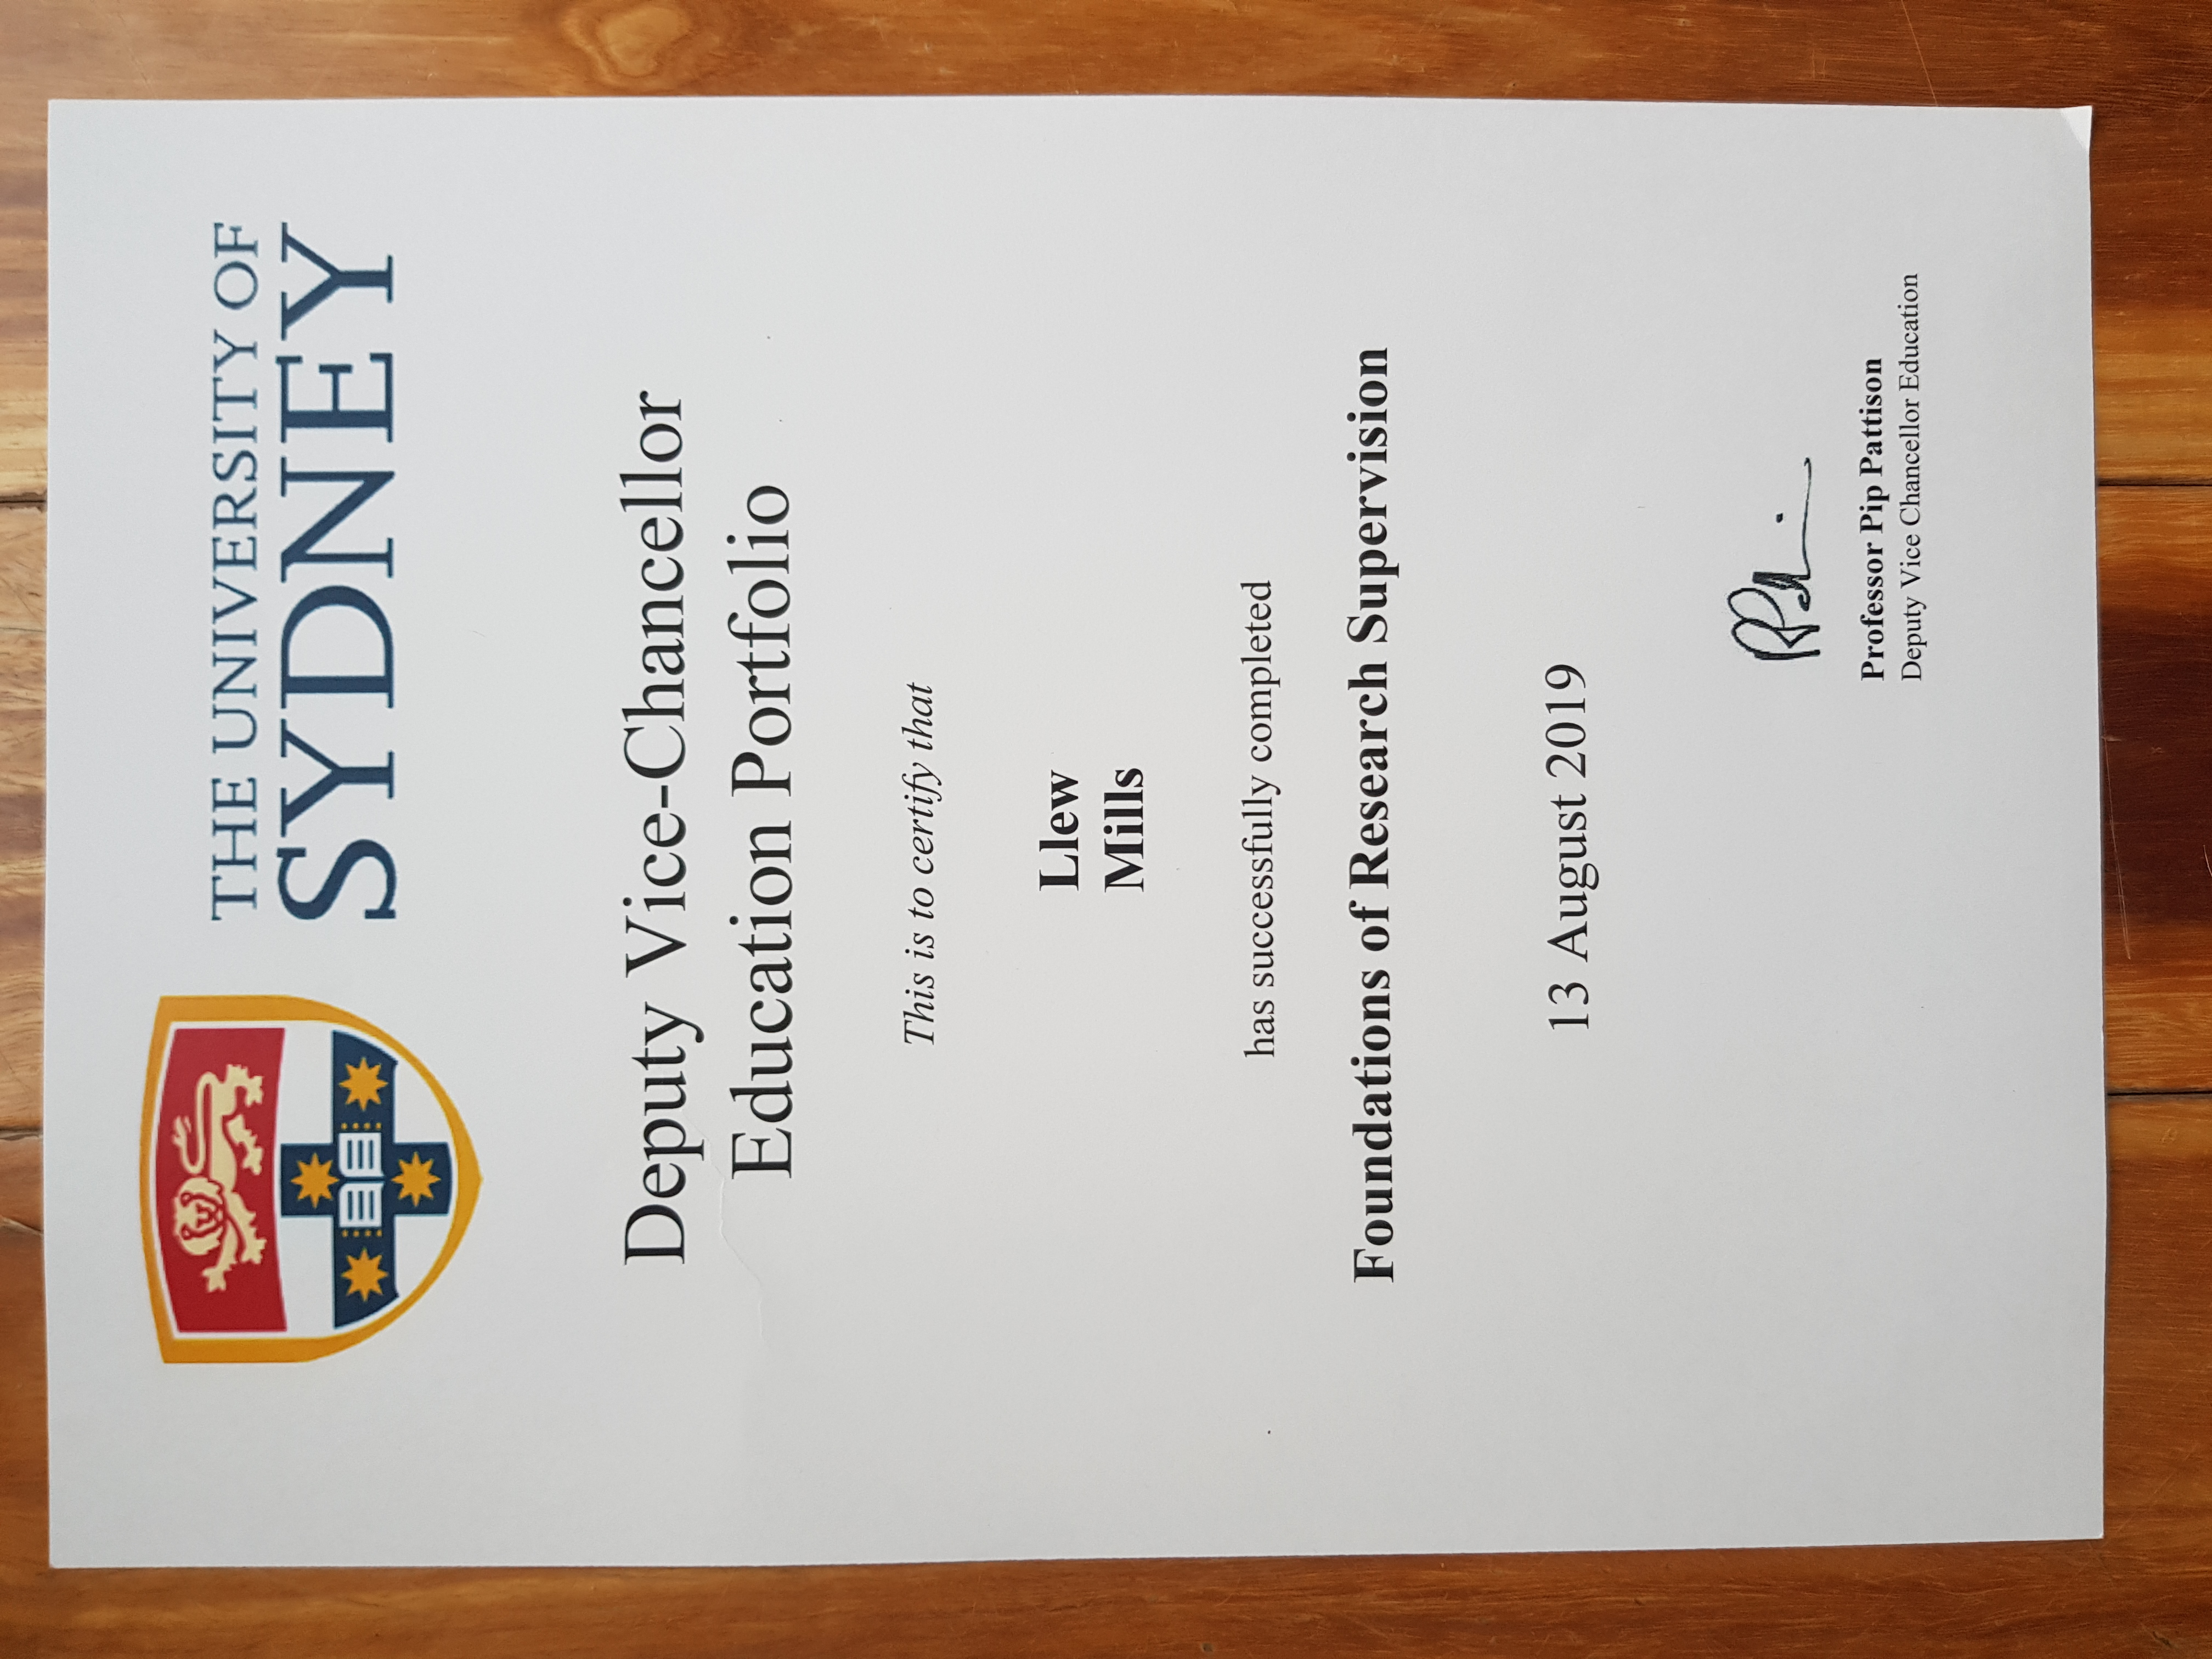 THE UNIVERSITY OF
SYDNEY
Deputy Vice-Chancellor
Education Portfolio
This is to certify that
Llew
Mills
has successfully completed
Foundations of Research Supervision
13 August 2019
Professor Pip Pattison
Deputy Vice Chancellor Education